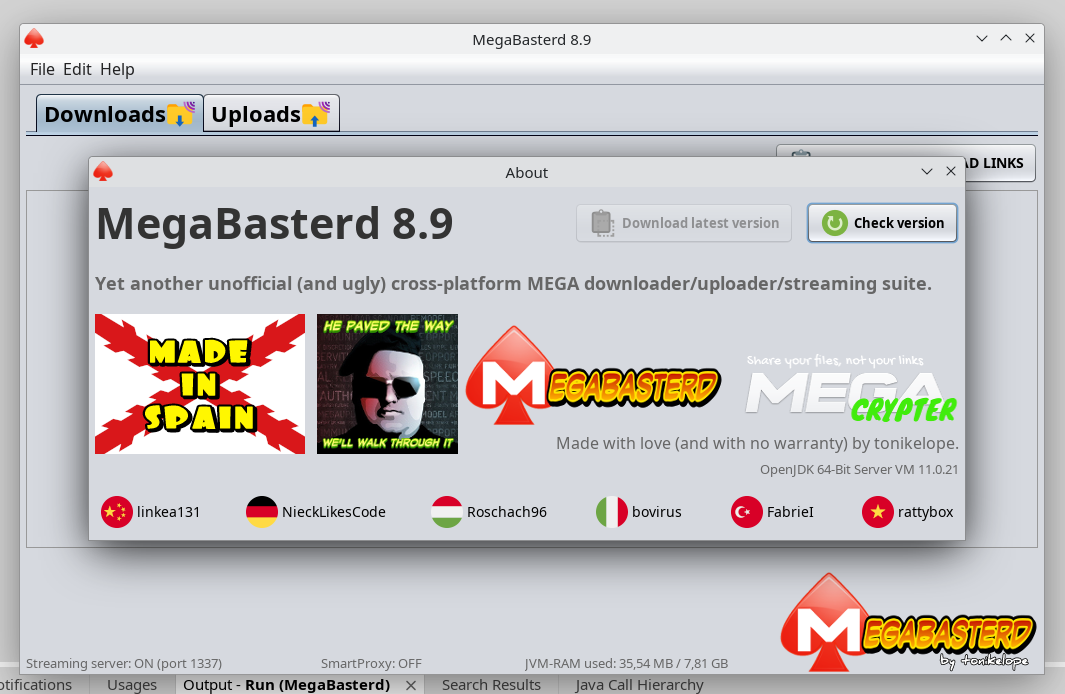 MegaBasterd 8.9
File Edit Help
Downloads Uploads
LINKS
About
MegaBasterd 8.9
Download latest version Check version
Yet another unofficial (and ugly) cross-platform MEGA downloader/uploader/streaming suite.
MADE
IN
SPAIN
HE PAVED THE WAY
WE'LL WALK THROUGH IT
MEGABASTERD
Share your files, not your links
MEGA
CRYPTER
Made with love (and with no warranty) by tonikelope.
OpenJDK 64-Bit Server VM 11.0.21
linkea131 NieckLikesCode Roschach96 bovirus FabrieI rattybox
MEGABASTERD
by tonikelope
Streaming server: ON (port 1337) SmartProxy: OFF JVM-RAM used: 35,54 MB / 7,81 GB
otifications Usages Output - Run (MegaBasterd) Search Results Java Call Hierarchy